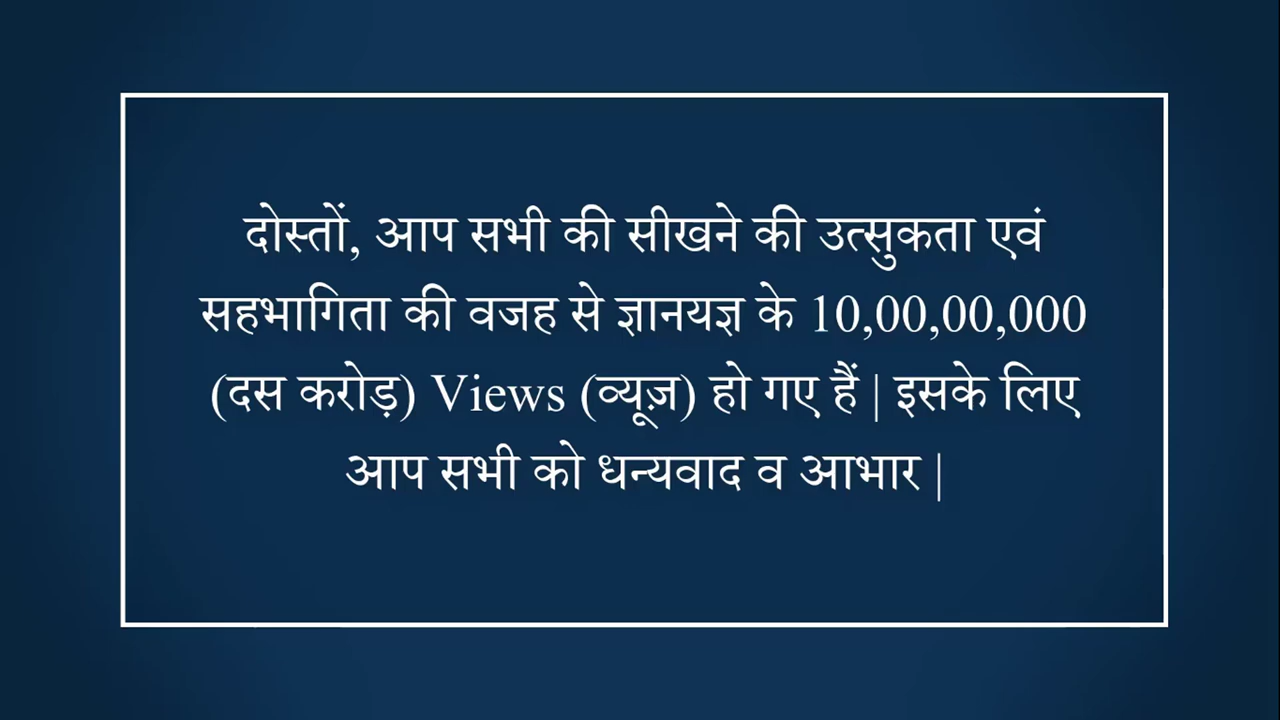 दोस्तों, आप सभी की सीखने की उत्सुकता एवं
सहभागिता की वजह से ज्ञानयज्ञ के 10,00,00,000
(दस करोड़) Views (व्यूज़) हो गए हैं | इसके लिए
आप सभी को धन्यवाद व आभार |